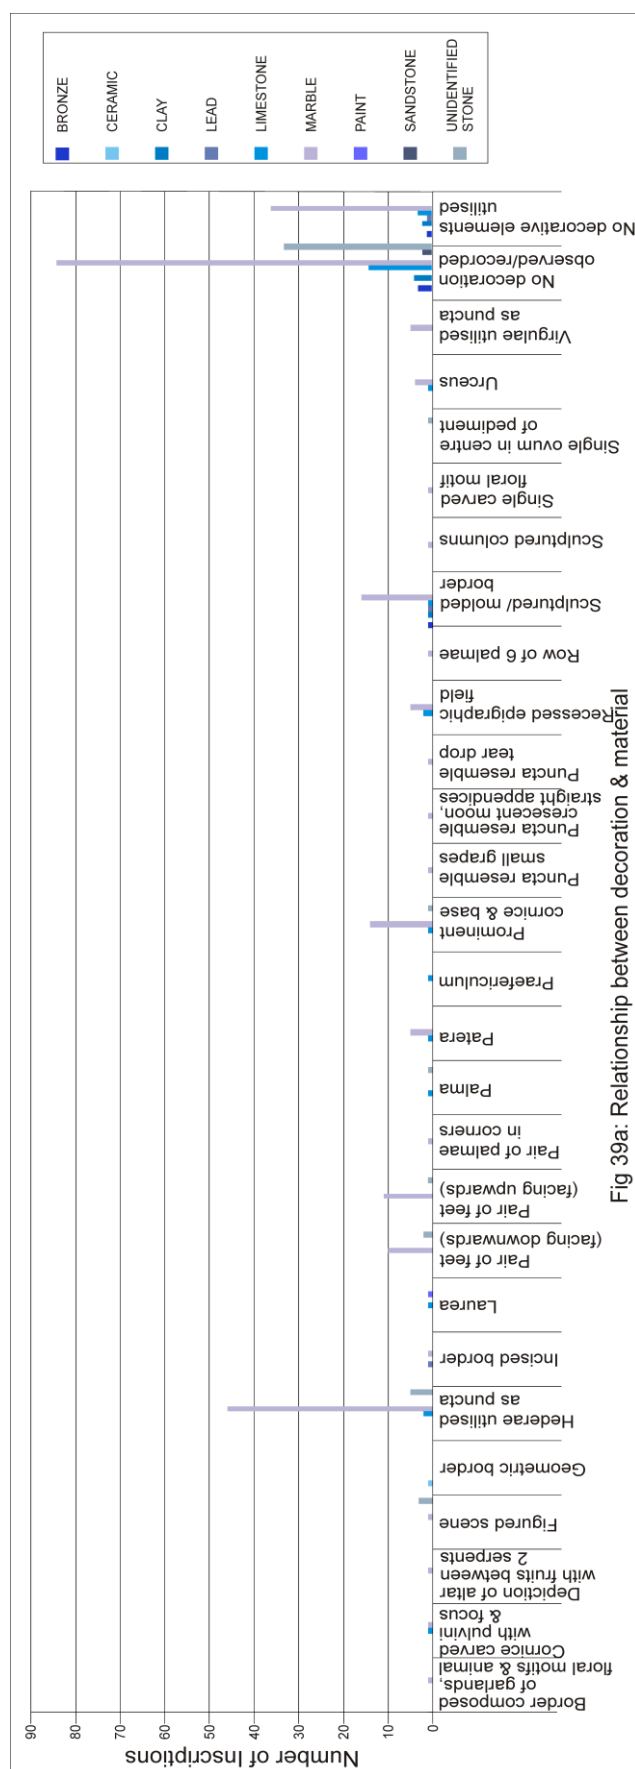 BRONZE
CERAMIC
CLAY
LEAD
LIMESTONE
MARBLE
PAINT
SANDSTONE
UNIDENTIFIED
STONE
Number of Inscriptions
90
80
70
60
50
40
30
20
10
0
Border composed
of garlands,
floral motifs & animal
Cornice carved
with pulvini
& focus
Depiction of altar
with fruits between
2 serpents
Figured scene
Geometric border
Hederae utilised
as puncta
Incised border
Laurea
Pair of feet
(facing downwards)
Pair of feet
(facing upwards)
Pair of palmae
in corners
Palma
Patera
Praefericulum
Prominent
cornice & base
Puncta resemble
small grapes
Puncta resemble
cresecent moon,
straight appendices
Puncta resemble
tear drop
Recessed epigraphic
field
Row of 6 palmae
Sculptured/ molded
border
Sculptured columns
Single carved
floral motif
Single ovum in centre
of pediment
Urceus
Virgulae utilised
as puncta
No decoration
observed/recorded
No decorative elements
utilised
Fig 39a: Relationship between decoration & material